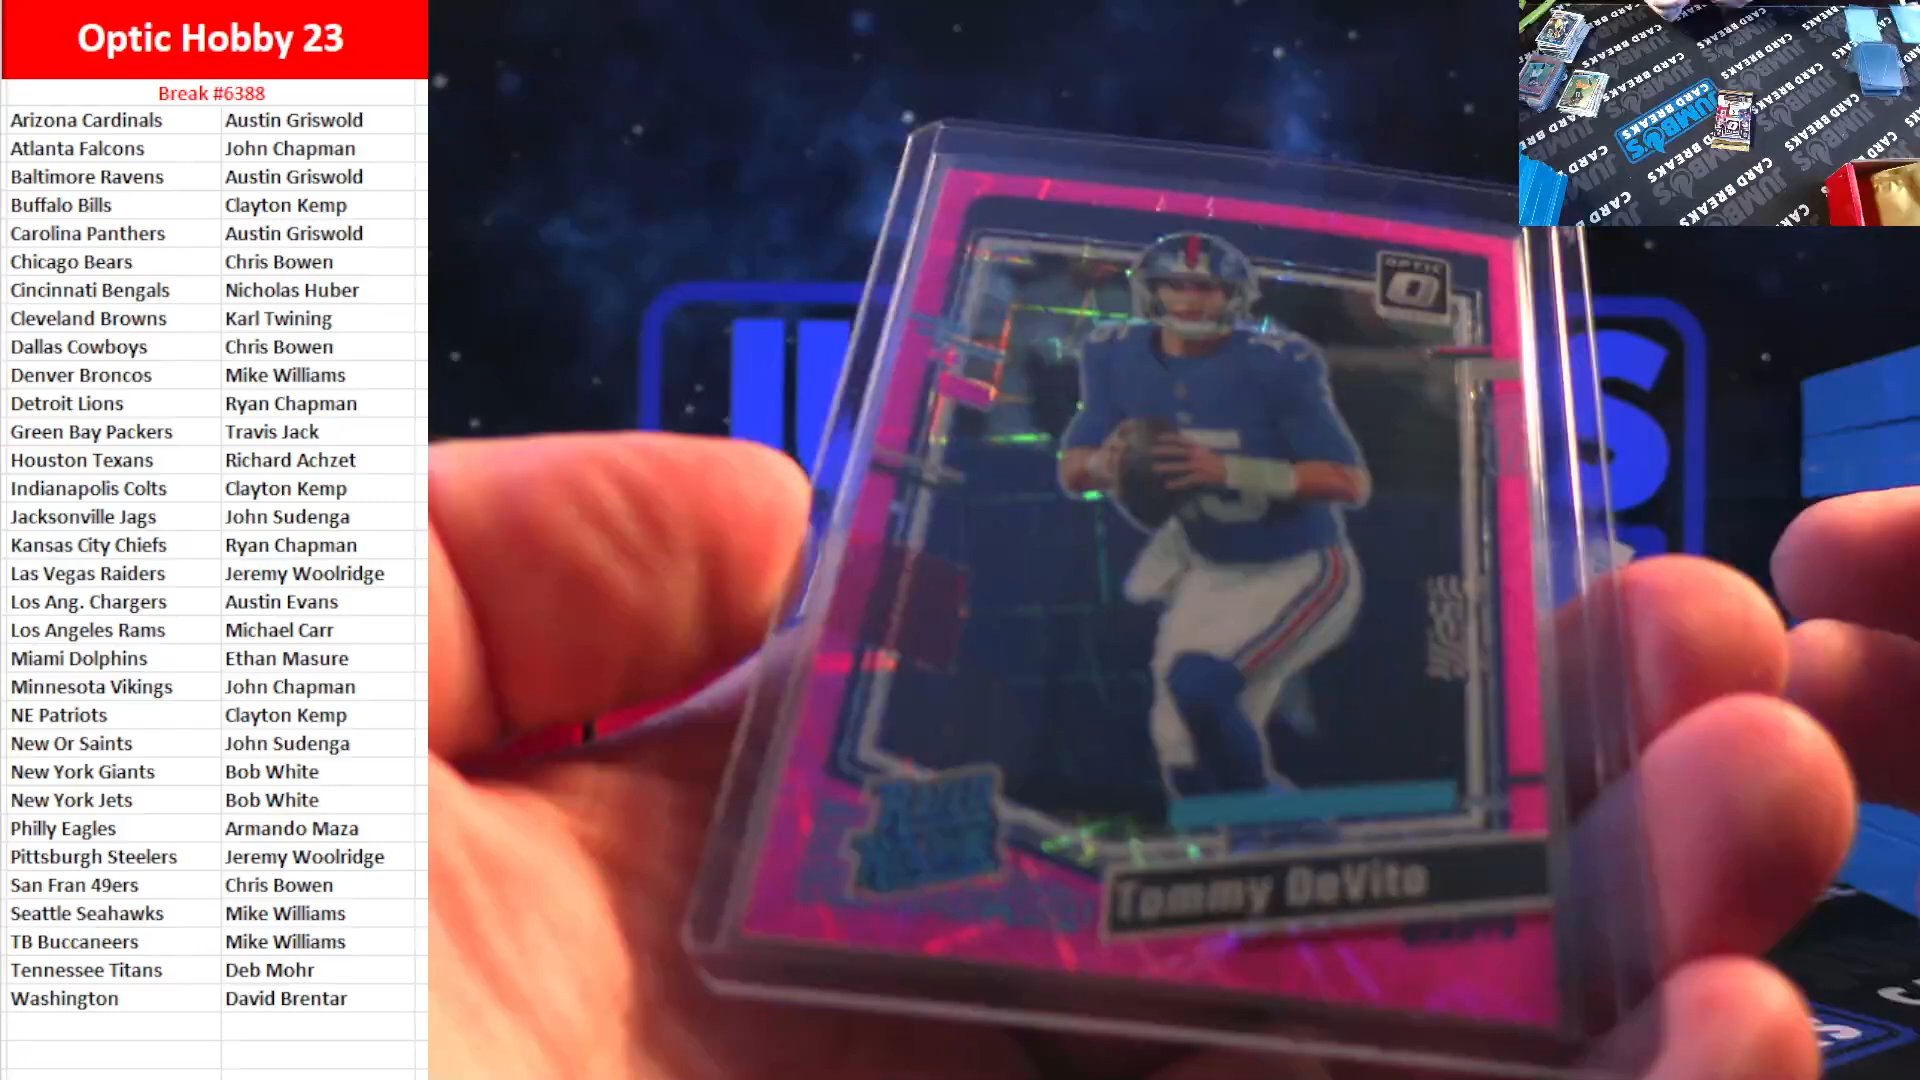 Optic Hobby 23
Break #6388
Arizona Cardinals Austin Griswold
Atlanta Falcons John Chapman
Baltimore Ravens Austin Griswold
Buffalo Bills Clayton Kemp
Carolina Panthers Austin Griswold
Chicago Bears Chris Bowen
Cincinnati Bengals Nicholas Huber
Cleveland Browns Karl Twining
Dallas Cowboys Chris Bowen
Denver Broncos Mike Williams
Detroit Lions Ryan Chapman
Green Bay Packers Travis Jack
Houston Texans Richard Achzet
Indianapolis Colts Clayton Kemp
Jacksonville Jags John Sudenga
Kansas City Chiefs Ryan Chapman
Las Vegas Raiders Jeremy Woolridge
Los Ang. Chargers Austin Evans
Los Angeles Rams Michael Carr
Miami Dolphins Ethan Masure
Minnesota Vikings John Chapman
NE Patriots Clayton Kemp
New Or Saints John Sudenga
New York Giants Bob White
New York Jets Bob White
Philly Eagles Armando Maza
Pittsburgh Steelers Jeremy Woolridge
San Fran 49ers Chris Bowen
Seattle Seahawks Mike Williams
TB Buccaneers Mike Williams
Tennessee Titans Deb Mohr
Washington David Brentar
OPTIC
Tommy DeVito
JUMBO'S
CARD BREAKS